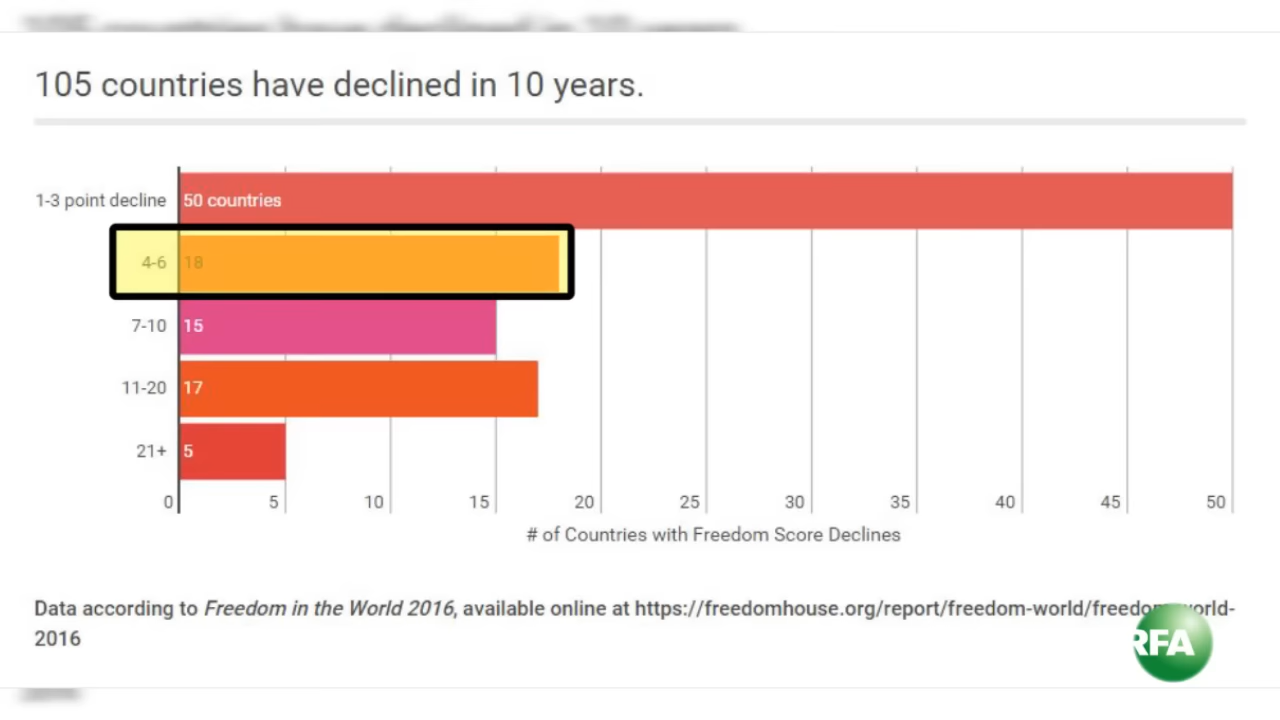 105 countries have declined in 10 years.
1-3 point decline 50 countries
4-6 18
7-10 15
11-20 17
21+ 5
0 5 10 15 20 25 30 35 40 45 50
# of Countries with Freedom Score Declines
Data according to Freedom in the World 2016, available online at https://freedomhouse.org/report/freedom-world/freedom-world-
2016
RFA